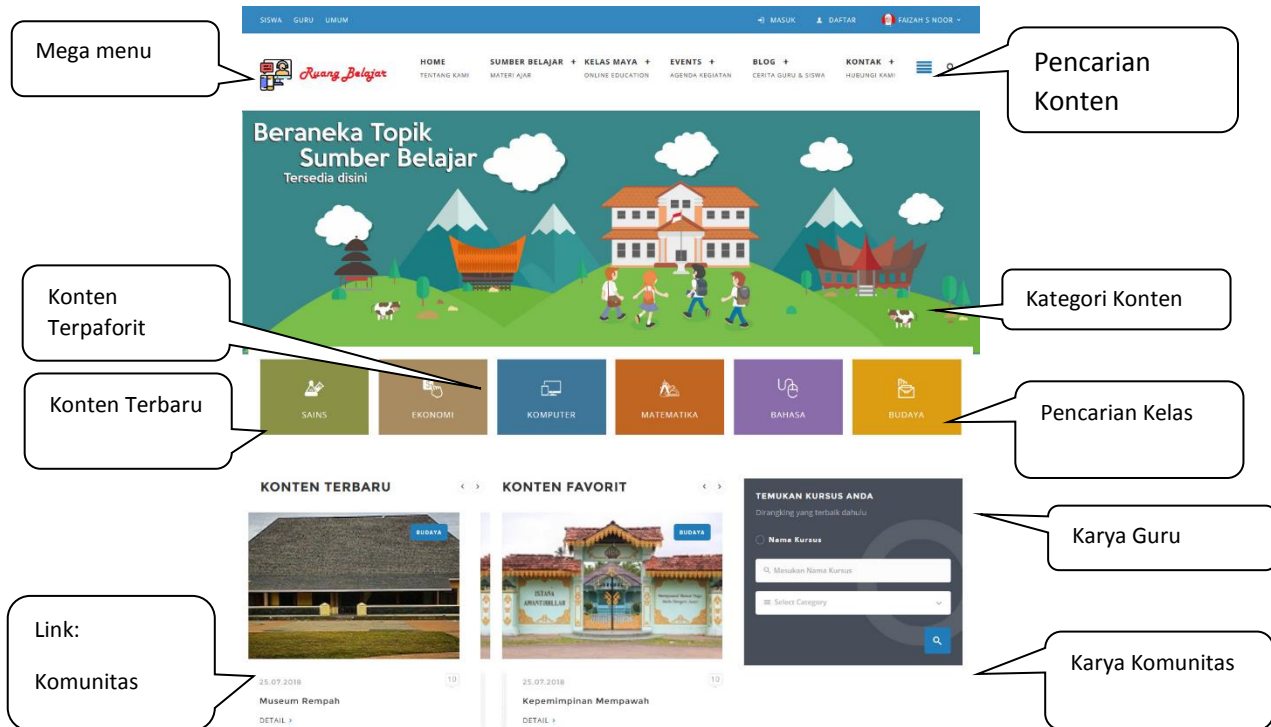 SISWA GURU UMUM
MASUK DAFTAR FAIZAH S NOOR
Mega menu
Ruang Belajar
HOME SUMBER BELAJAR + KELAS MAYA + EVENTS + BLOG + KONTAK +
TENTANG KAMI MATERI AJAR ONLINE EDUCATION AGENDA KEGIATAN CERITA GURU & SISWA HUBUNGI KAMI
Pencarian
Konten
Beraneka Topik
Sumber Belajar
Tersedia disini
Konten
Terpaforit
Kategori Konten
Konten Terbaru
SAINS EKONOMI KOMPUTER MATEMATIKA BAHASA BUDAYA
Pencarian Kelas
KONTEN TERBARU
BUDAYA
25.07.2018 10
Museum Rempah
DETAIL >
KONTEN FAVORIT
BUDAYA
ISTANA
AMANTUBILLAH
25.07.2018 10
Kepemimpinan Mempawah
DETAIL >
TEMUKAN KURSUS ANDA
Dirangking yang terbaik dahulu
Nama Kursus
Masukan Nama Kursus
Select Category
Karya Guru
Link:
Komunitas
Karya Komunitas